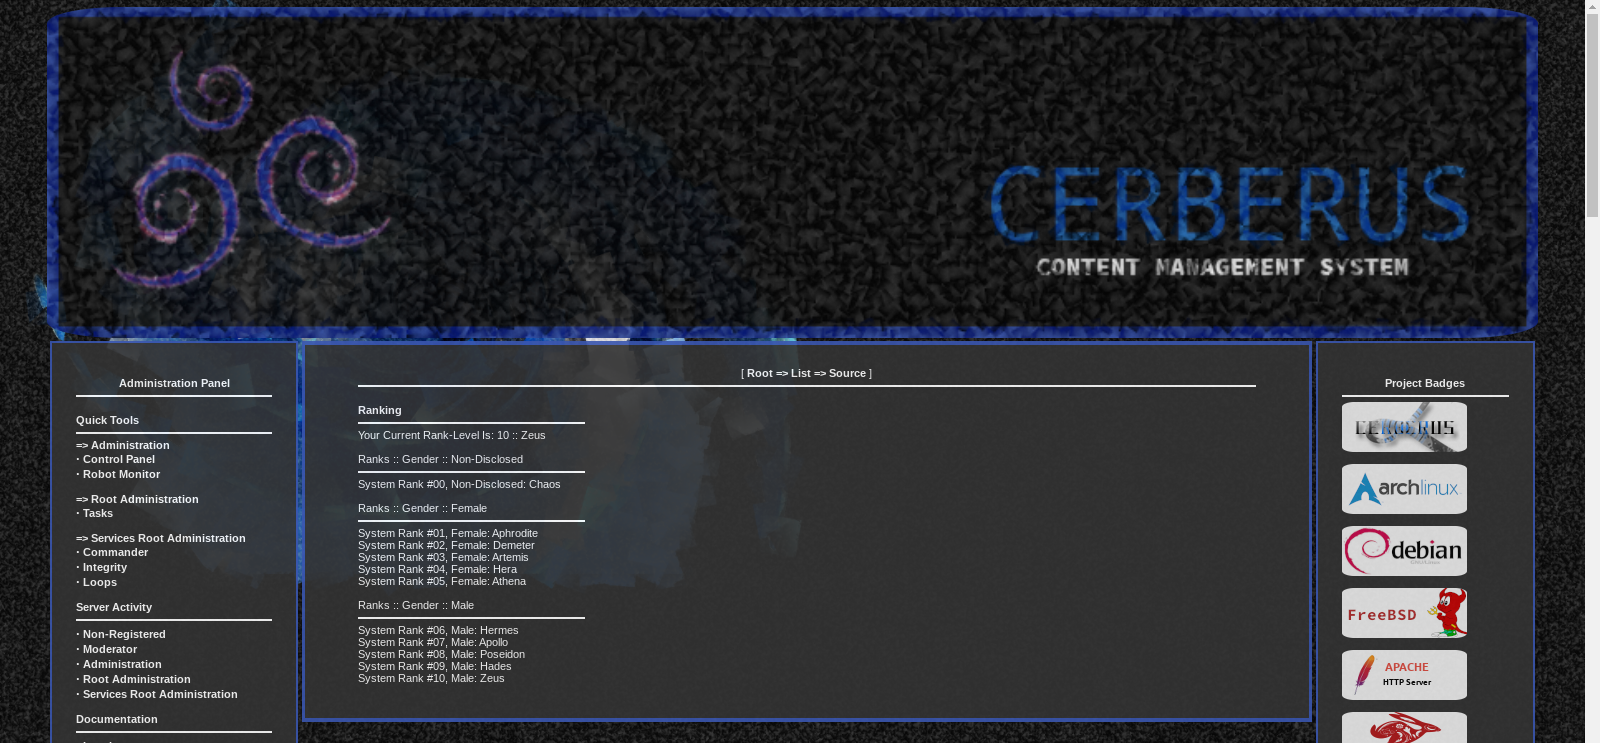 CERBERUS
CONTENT MANAGEMENT SYSTEM
Administration Panel
Quick Tools
=> Administration
· Control Panel
· Robot Monitor
=> Root Administration
· Tasks
=> Services Root Administration
· Commander
· Integrity
· Loops
Server Activity
· Non-Registered
· Moderator
· Administration
· Root Administration
· Services Root Administration
Documentation
[ Root => List => Source ]
Ranking
Your Current Rank-Level Is: 10 :: Zeus
Ranks :: Gender :: Non-Disclosed
System Rank #00, Non-Disclosed: Chaos
Ranks :: Gender :: Female
System Rank #01, Female: Aphrodite
System Rank #02, Female: Demeter
System Rank #03, Female: Artemis
System Rank #04, Female: Hera
System Rank #05, Female: Athena
Ranks :: Gender :: Male
System Rank #06, Male: Hermes
System Rank #07, Male: Apollo
System Rank #08, Male: Poseidon
System Rank #09, Male: Hades
System Rank #10, Male: Zeus
Project Badges
CERBERUS
archlinux
debian
FreeBSD
APACHE
HTTP Server